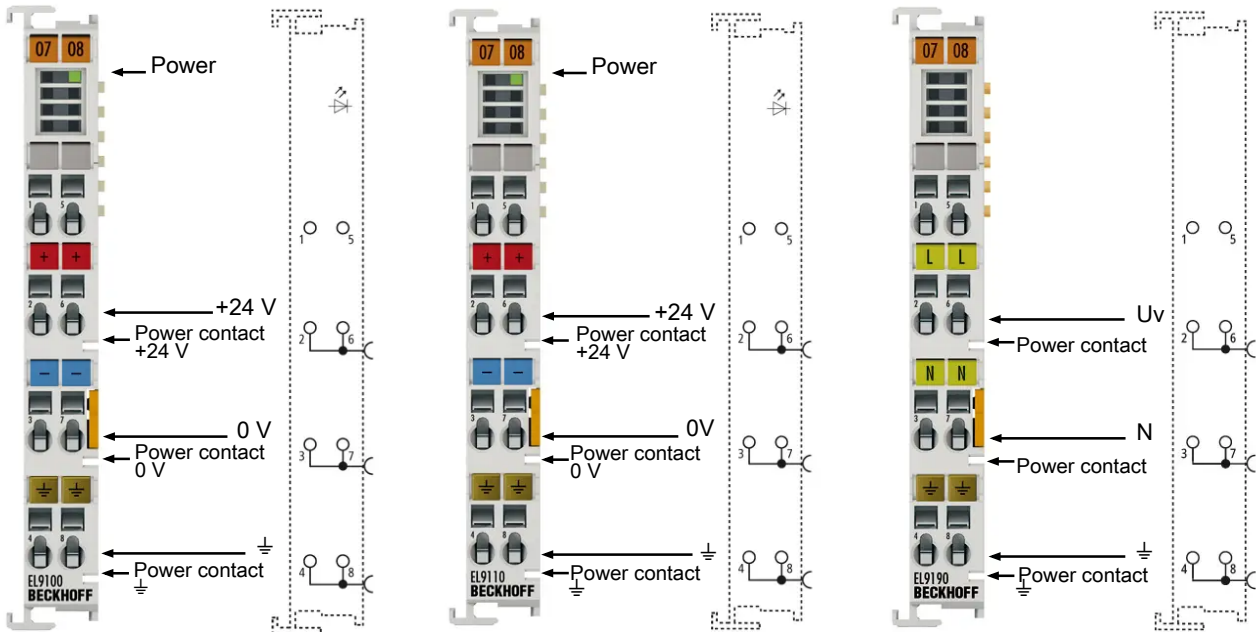 07 08
Power
1 5
+ +
2 6
+24 V
Power contact
+24 V
− −
3 7
0 V
Power contact
0 V
4 8
Power contact
EL9100
BECKHOFF
1 5
2 6
3 7
4 8
07 08
Power
1 5
+ +
2 6
+24 V
Power contact
+24 V
− −
3 7
0V
Power contact
0 V
4 8
Power contact
EL9110
BECKHOFF
1 5
2 6
3 7
4 8
07 08
1 5
L L
2 6
Uv
Power contact
N N
3 7
N
Power contact
4 8
Power contact
EL9190
BECKHOFF
1 5
2 6
3 7
4 8